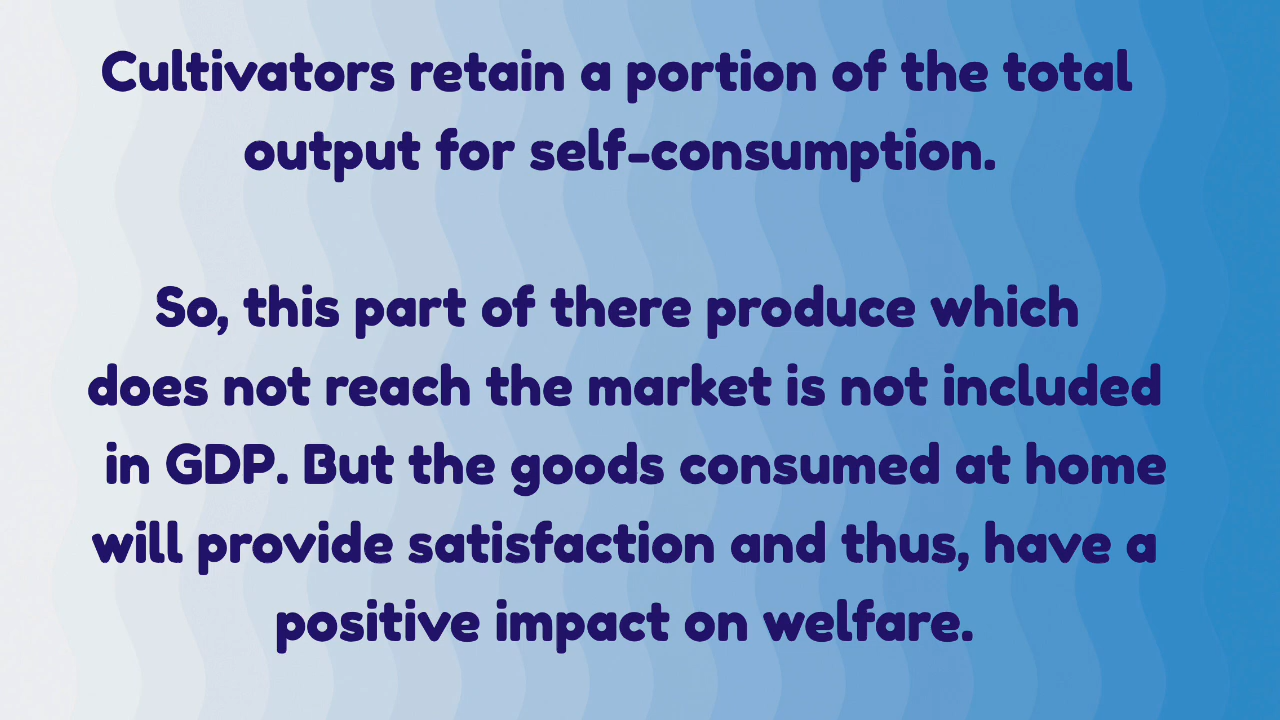 Cultivators retain a portion of the total
output for self-consumption.
So, this part of there produce which
does not reach the market is not included
in GDP. But the goods consumed at home
will provide satisfaction and thus, have a
positive impact on welfare.